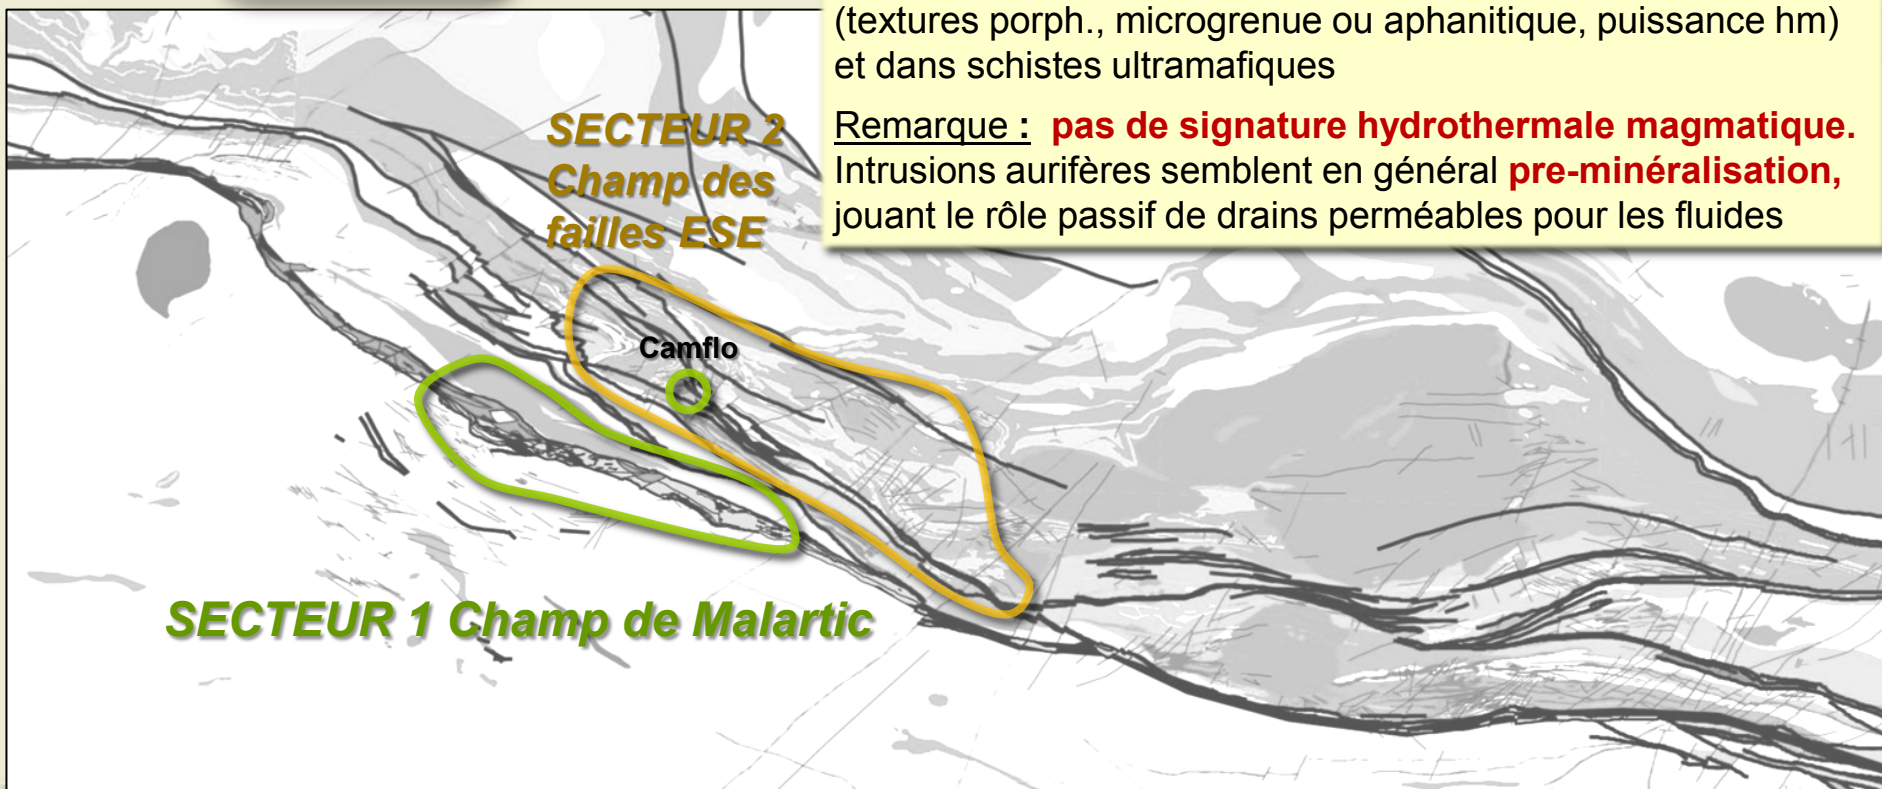 (textures porph., microgrenue ou aphanitique, puissance hm)
et dans schistes ultramafiques
Remarque : pas de signature hydrothermale magmatique.
Intrusions aurifères semblent en général pre-minéralisation,
jouant le rôle passif de drains perméables pour les fluides
SECTEUR 2
Champ des
failles ESE
Camflo
SECTEUR 1 Champ de Malartic